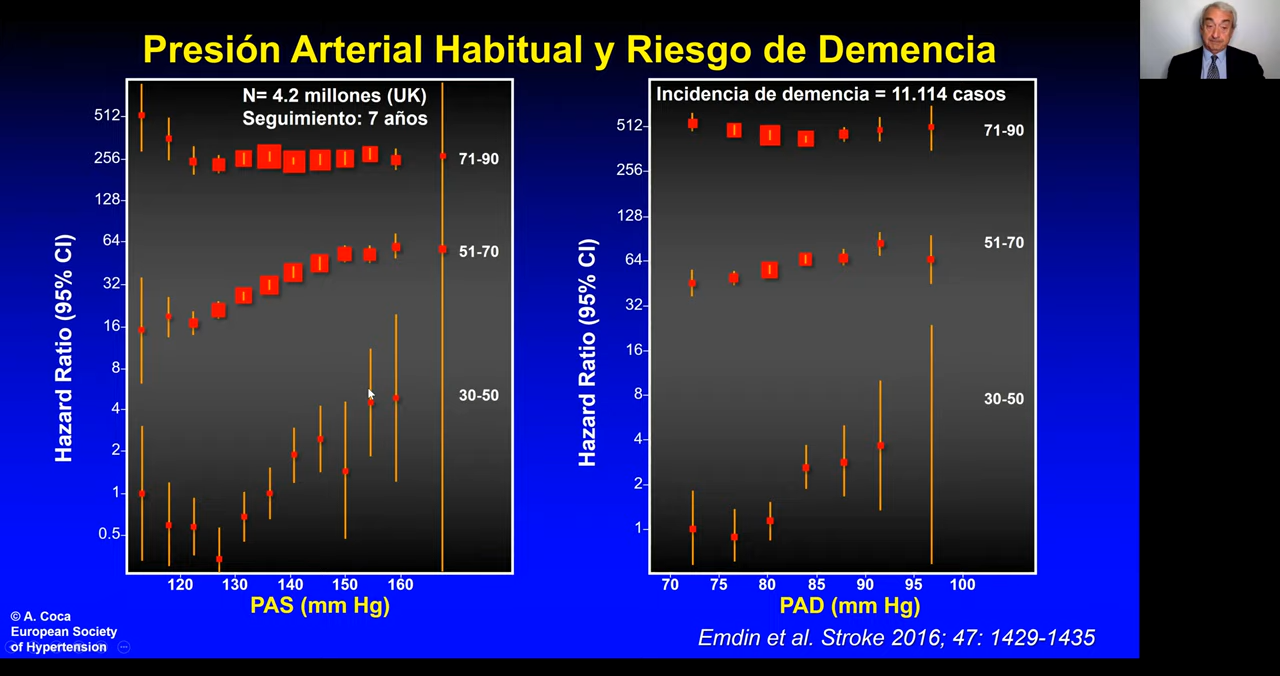 Presión Arterial Habitual y Riesgo de Demencia
N= 4.2 millones (UK)
Seguimiento: 7 años
Hazard Ratio (95% CI)
512
256
128
64
32
16
8
4
2
1
0.5
71-90
51-70
30-50
120 130 140 150 160
PAS (mm Hg)
Incidencia de demencia = 11.114 casos
Hazard Ratio (95% CI)
512
256
128
64
32
16
8
4
2
1
71-90
51-70
30-50
70 75 80 85 90 95 100
PAD (mm Hg)
© A. Coca
European Society
of Hypertension
Emdin et al. Stroke 2016; 47: 1429-1435